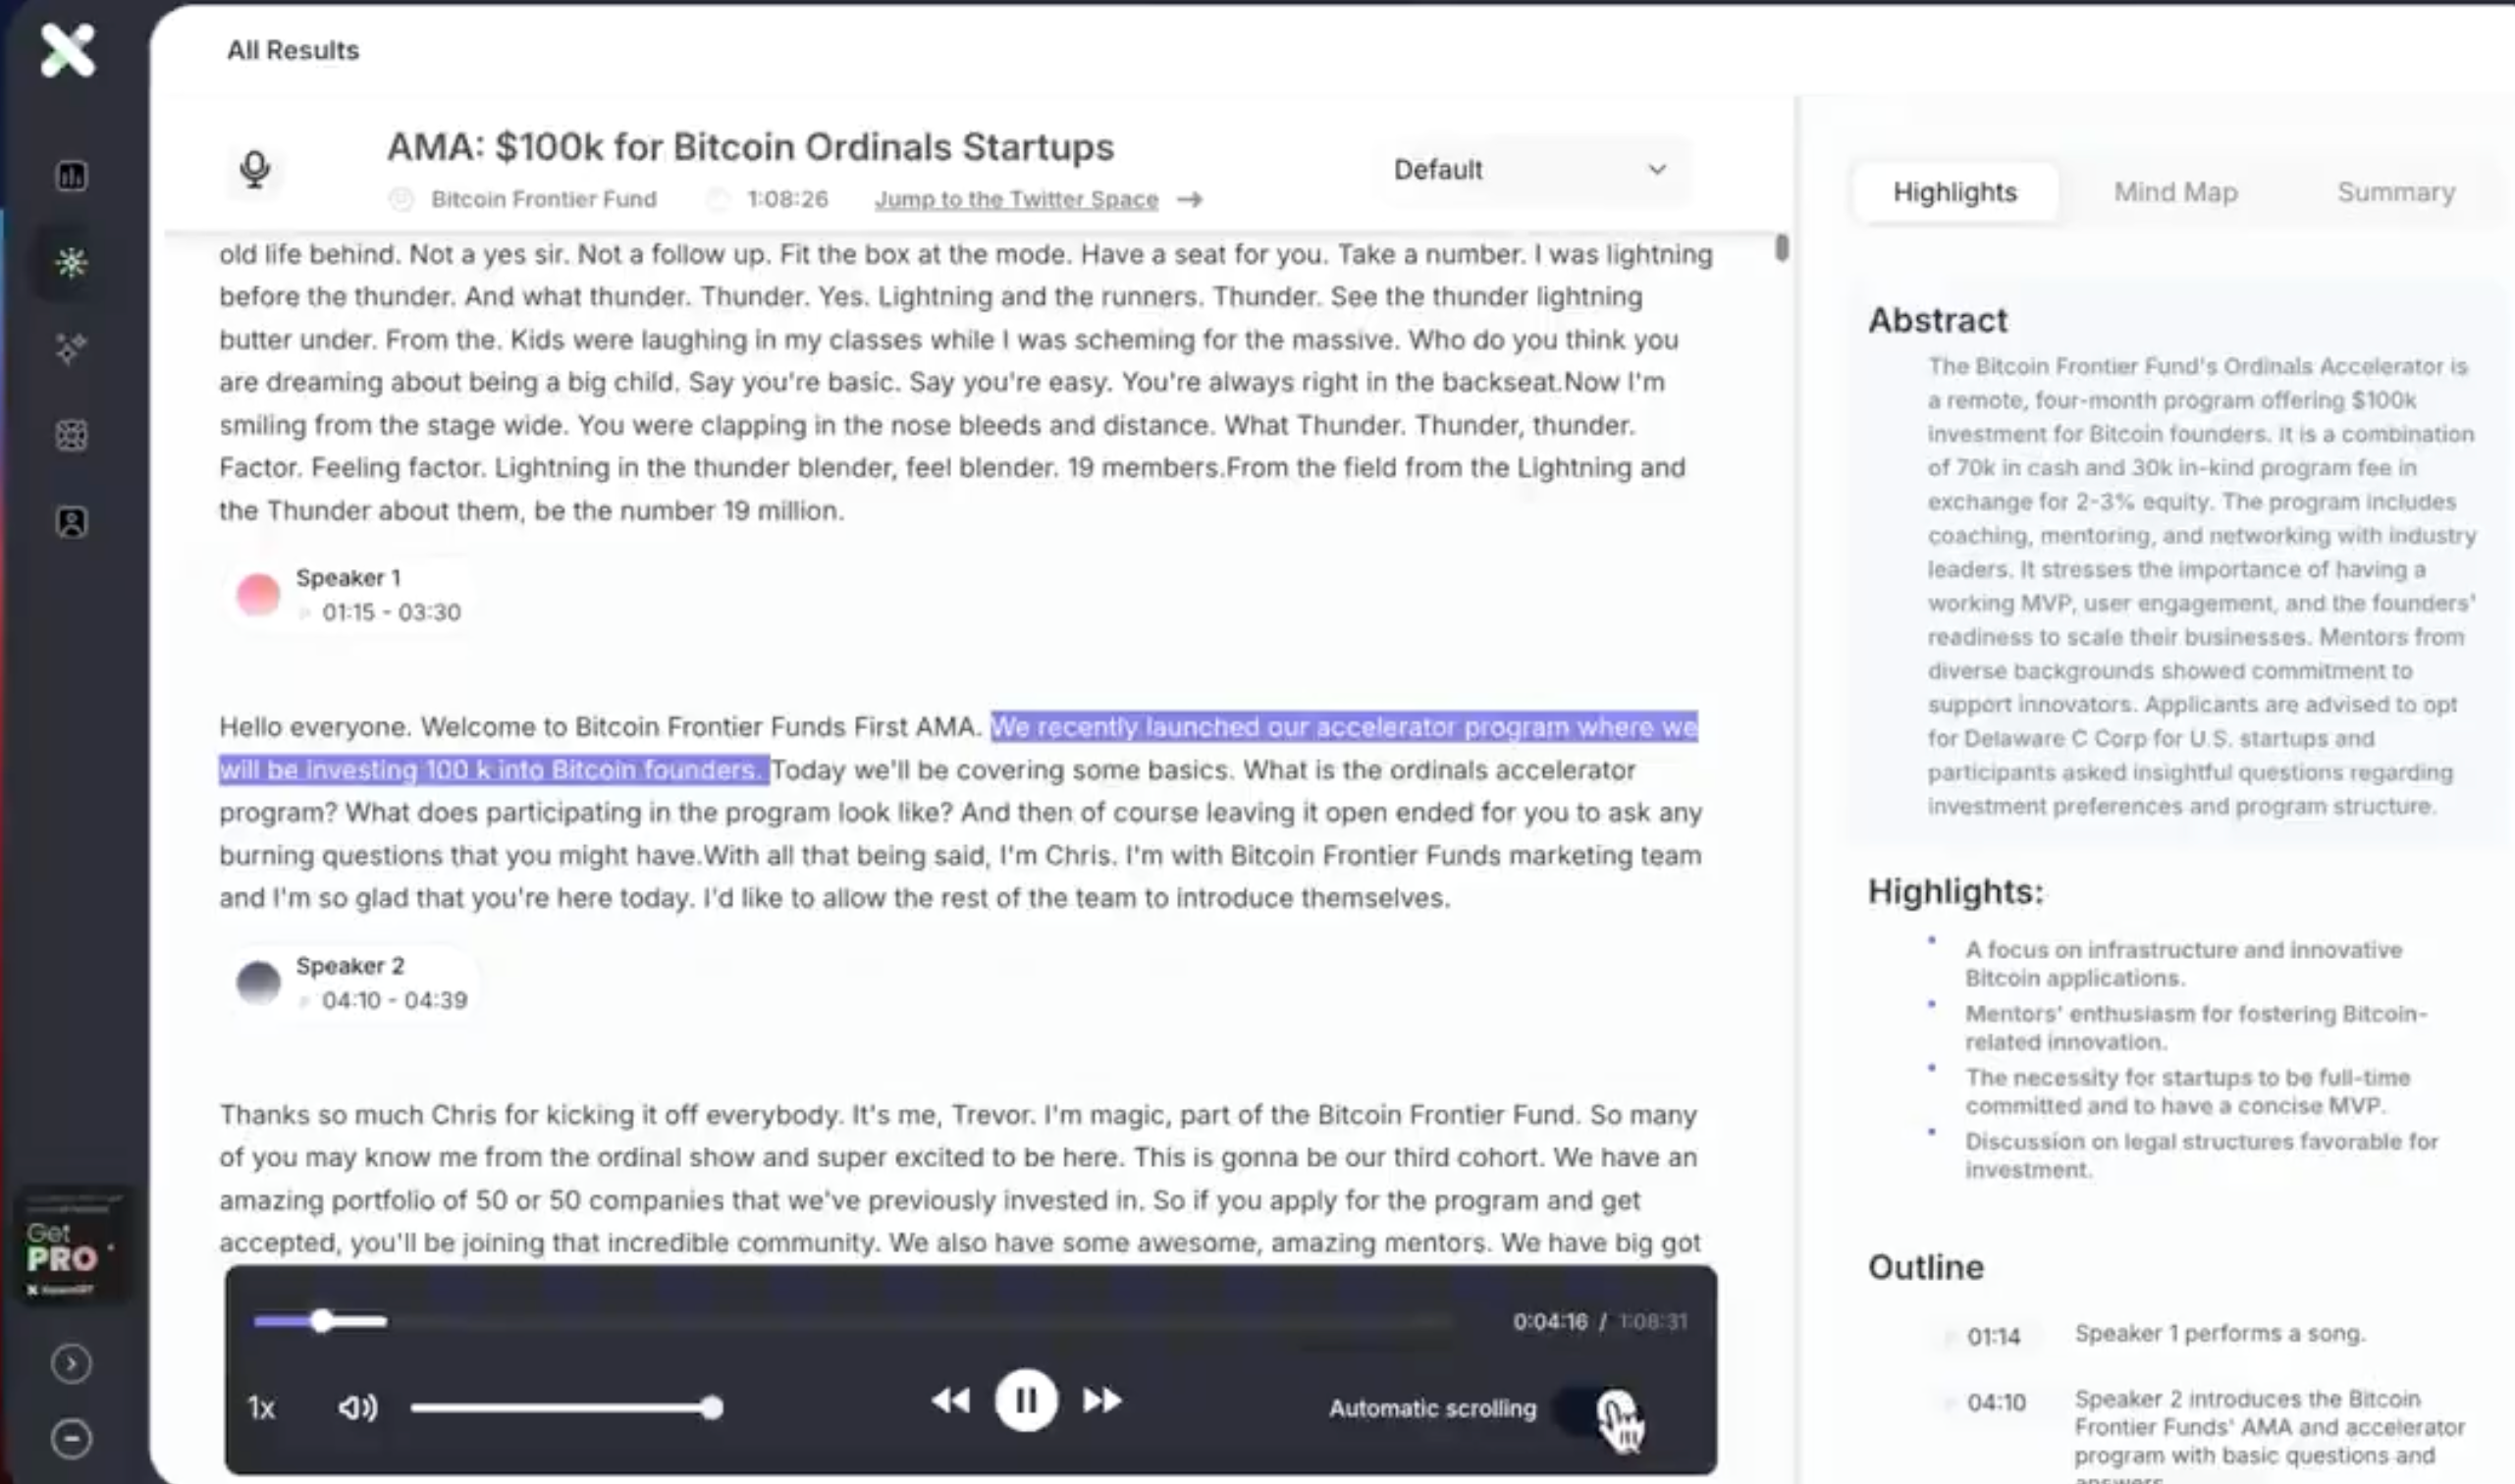 All Results
AMA: $100k for Bitcoin Ordinals Startups
Bitcoin Frontier Fund 1:08:26 Jump to the Twitter Space →
Default
old life behind. Not a yes sir. Not a follow up. Fit the box at the mode. Have a seat for you. Take a number. I was lightning
before the thunder. And what thunder. Thunder. Yes. Lightning and the runners. Thunder. See the thunder lightning
butter under. From the. Kids were laughing in my classes while I was scheming for the massive. Who do you think you
are dreaming about being a big child. Say you're basic. Say you're easy. You're always right in the backseat.Now I'm
smiling from the stage wide. You were clapping in the nose bleeds and distance. What Thunder. Thunder, thunder.
Factor. Feeling factor. Lightning in the thunder blender, feel blender. 19 members.From the field from the Lightning and
the Thunder about them, be the number 19 million.
Speaker 1
01:15 - 03:30
Hello everyone. Welcome to Bitcoin Frontier Funds First AMA. We recently launched our accelerator program where we
will be investing 100 k into Bitcoin founders. Today we'll be covering some basics. What is the ordinals accelerator
program? What does participating in the program look like? And then of course leaving it open ended for you to ask any
burning questions that you might have.With all that being said, I'm Chris. I'm with Bitcoin Frontier Funds marketing team
and I'm so glad that you're here today. I'd like to allow the rest of the team to introduce themselves.
Speaker 2
04:10 - 04:39
Thanks so much Chris for kicking it off everybody. It's me, Trevor. I'm magic, part of the Bitcoin Frontier Fund. So many
of you may know me from the ordinal show and super excited to be here. This is gonna be our third cohort. We have an
amazing portfolio of 50 or 50 companies that we've previously invested in. So if you apply for the program and get
accepted, you'll be joining that incredible community. We also have some awesome, amazing mentors. We have big got
0:04:16 / 1:08:31
1x
Automatic scrolling
Get
PRO
Highlights Mind Map Summary
Abstract
The Bitcoin Frontier Fund's Ordinals Accelerator is
a remote, four-month program offering $100k
investment for Bitcoin founders. It is a combination
of 70k in cash and 30k in-kind program fee in
exchange for 2-3% equity. The program includes
coaching, mentoring, and networking with industry
leaders. It stresses the importance of having a
working MVP, user engagement, and the founders'
readiness to scale their businesses. Mentors from
diverse backgrounds showed commitment to
support innovators. Applicants are advised to opt
for Delaware C Corp for U.S. startups and
participants asked insightful questions regarding
investment preferences and program structure.
Highlights:
A focus on infrastructure and innovative
Bitcoin applications.
Mentors' enthusiasm for fostering Bitcoin-
related innovation.
The necessity for startups to be full-time
committed and to have a concise MVP.
Discussion on legal structures favorable for
investment.
Outline
01:14 Speaker 1 performs a song.
04:10 Speaker 2 introduces the Bitcoin
Frontier Funds' AMA and accelerator
program with basic questions and